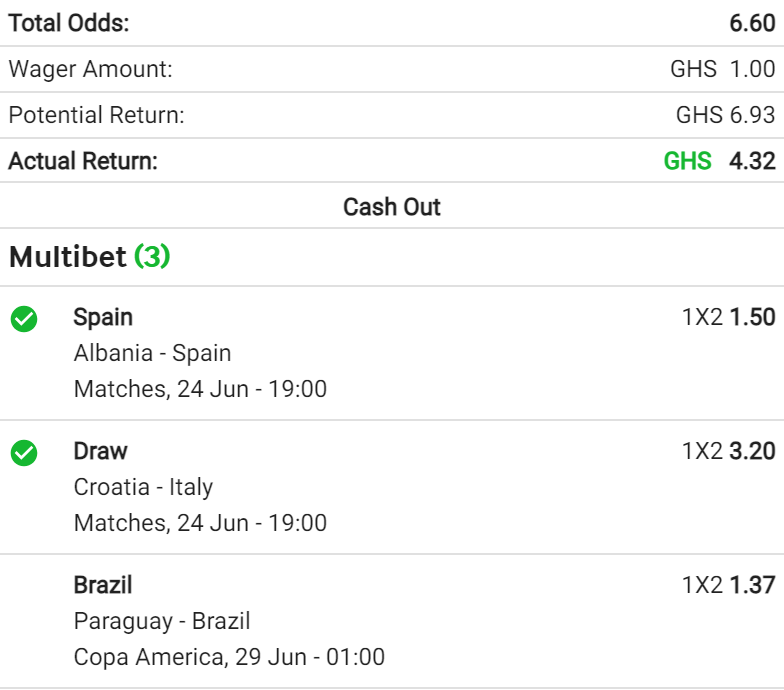 Total Odds: 6.60
Wager Amount: GHS 1.00
Potential Return: GHS 6.93
Actual Return: GHS 4.32
Cash Out
Multibet (3)
Spain 1X2 1.50
Albania - Spain
Matches, 24 Jun - 19:00
Draw 1X2 3.20
Croatia - Italy
Matches, 24 Jun - 19:00
Brazil 1X2 1.37
Paraguay - Brazil
Copa America, 29 Jun - 01:00